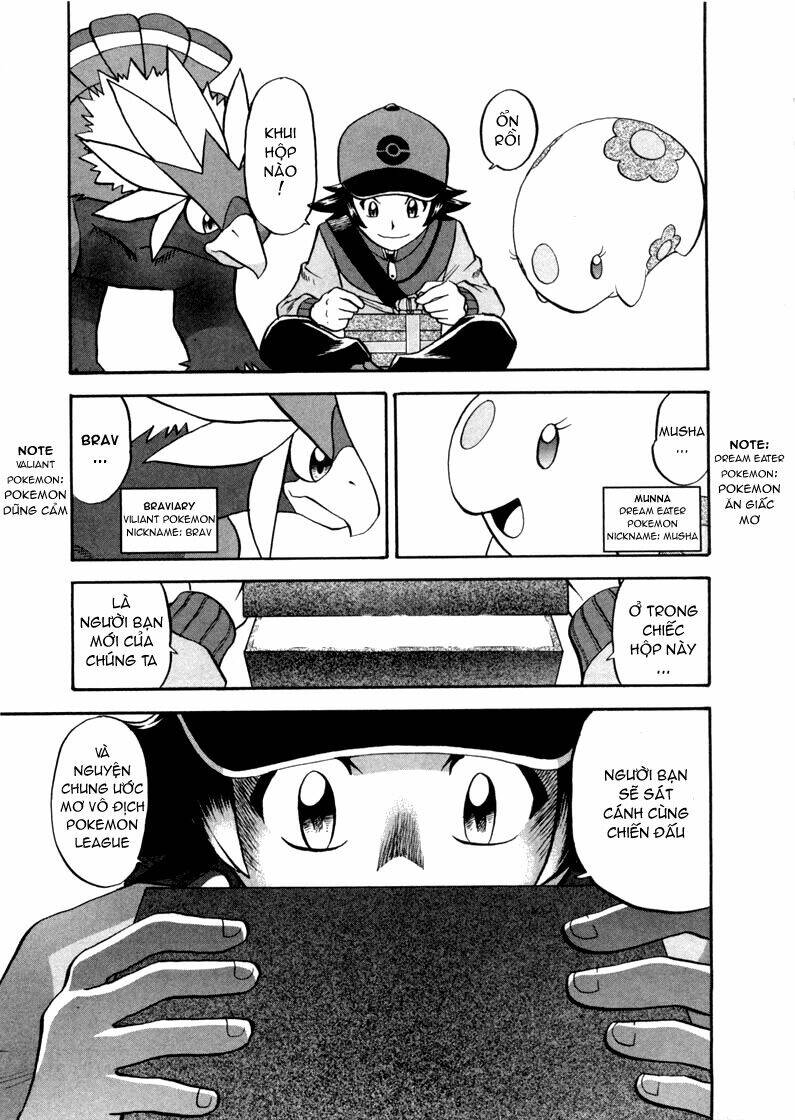 ỔN
RỒI
KHUI
HỘP
NÀO
!
MUSHA
...
MUNNA
DREAM EATER
POKEMON
NICKNAME: MUSHA
NOTE:
DREAM EATER
POKEMON:
POKEMON
ĂN GIẤC
MƠ
BRAV
...
BRAVIARY
VILIANT POKEMON
NICKNAME: BRAV
NOTE
VALIANT
POKEMON:
POKEMON
DŨNG CẢM
Ở TRONG
CHIẾC
HỘP NÀY
...
LÀ
NGƯỜI BẠN
MỚI CỦA
CHÚNG TA
NGƯỜI BẠN
SẼ SÁT
CÁNH CÙNG
CHIẾN ĐẤU
VÀ
NGUYỆN
CHUNG ƯỚC
MƠ VÔ ĐỊCH
POKEMON
LEAGUE